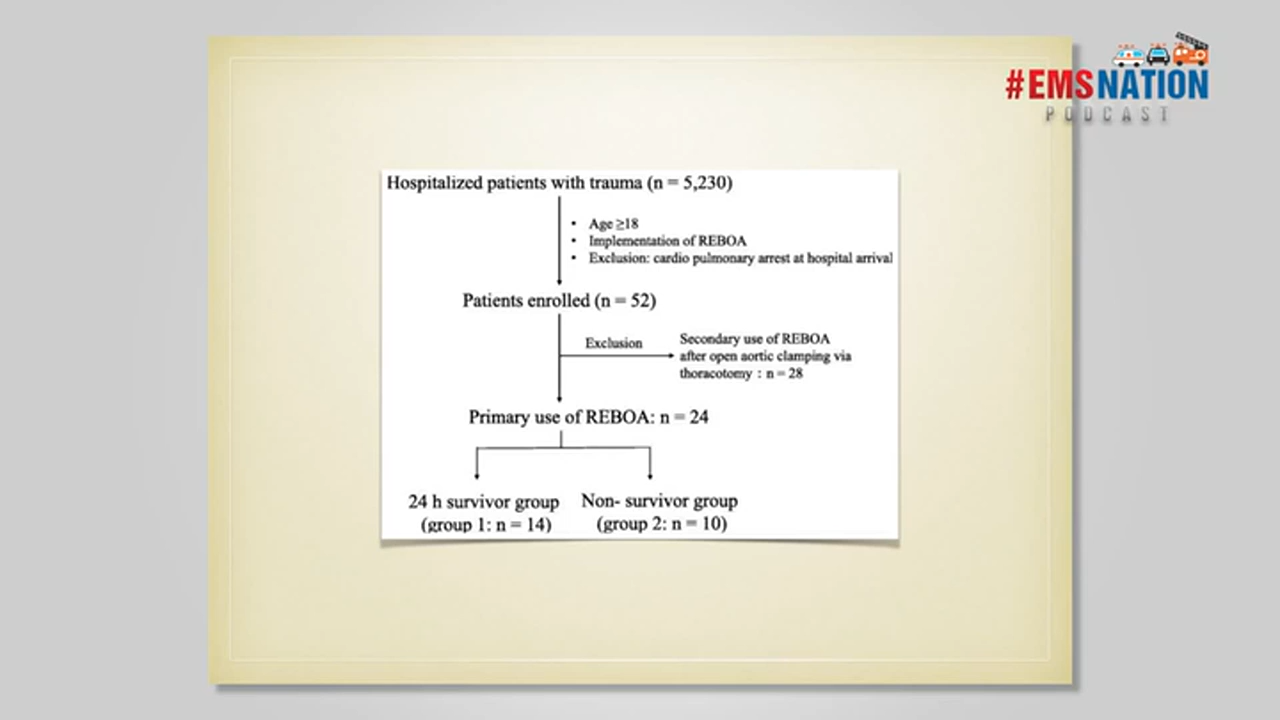 #EMSNATION
PODCAST
Hospitalized patients with trauma (n = 5,230)
• Age ≥18
• Implementation of REBOA
• Exclusion: cardio pulmonary arrest at hospital arrival
Patients enrolled (n = 52)
Exclusion
Secondary use of REBOA
after open aortic clamping via
thoracotomy : n = 28
Primary use of REBOA: n = 24
24 h survivor group
(group 1: n = 14)
Non- survivor group
(group 2: n = 10)